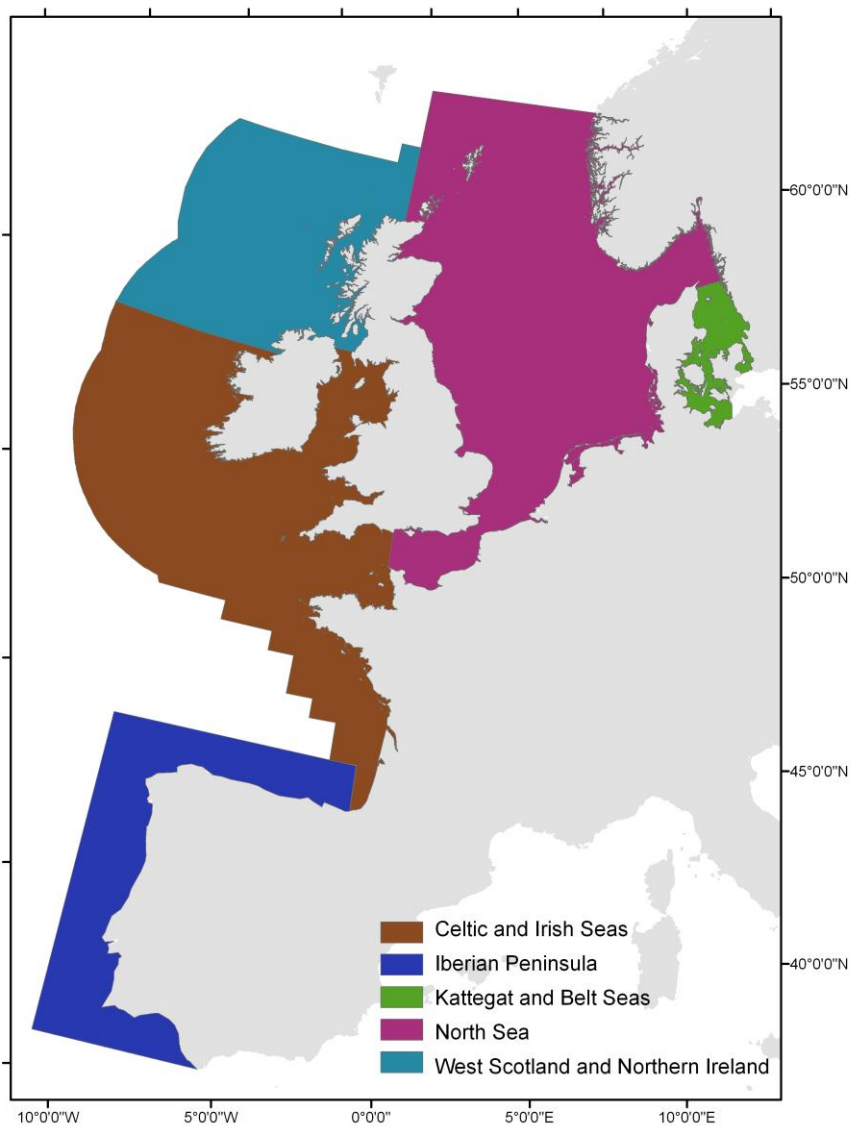 60°0'0"N
55°0'0"N
50°0'0"N
45°0'0"N
40°0'0"N
Celtic and Irish Seas
Iberian Peninsula
Kattegat and Belt Seas
North Sea
West Scotland and Northern Ireland
10°0'0"W 5°0'0"W 0°0'0" 5°0'0"E 10°0'0"E